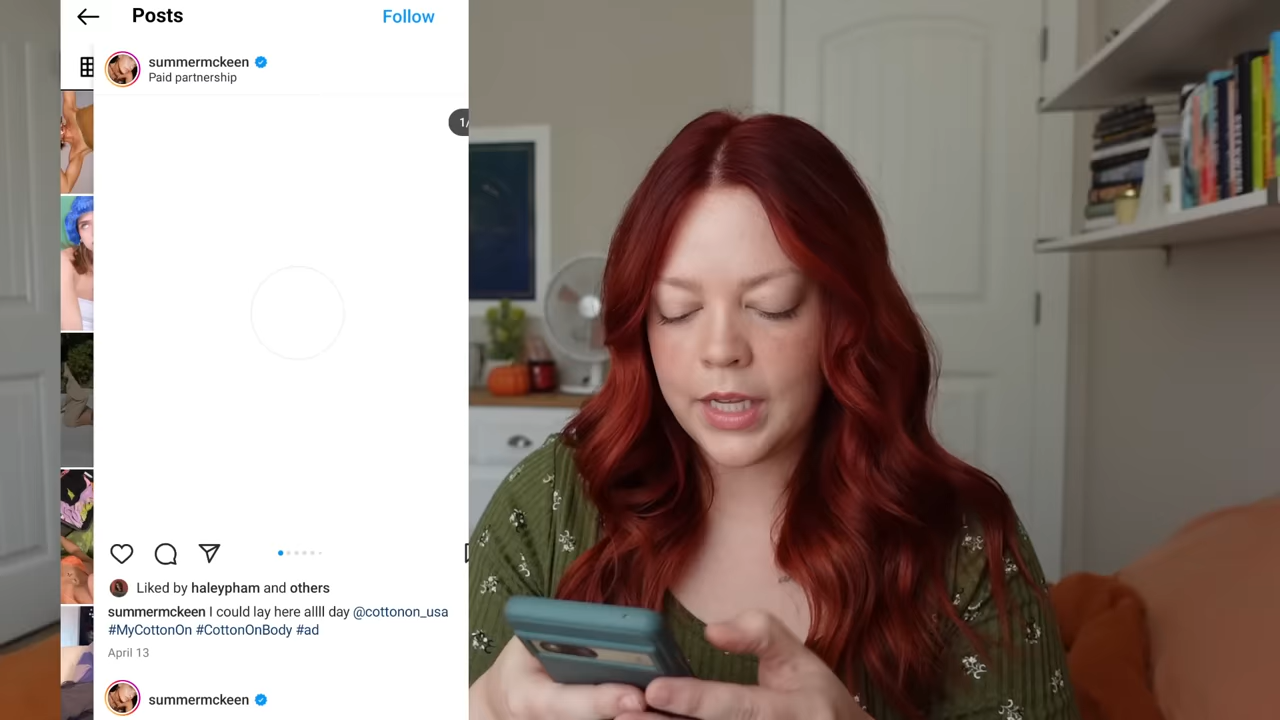 Posts
Follow
summermckeen
Paid partnership
1/
Liked by haleypham and others
summermckeen I could lay here allll day @cottonon_usa
#MyCottonOn #CottonOnBody #ad
April 13
summermckeen